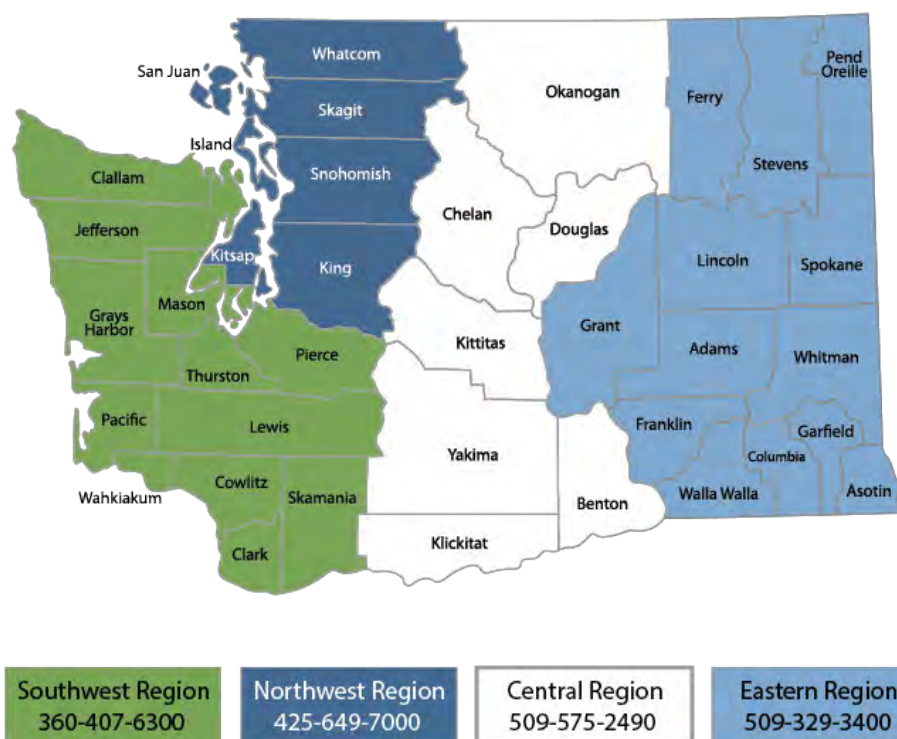 Whatcom
San Juan
Pend
Oreille
Okanogan
Ferry
Skagit
Island
Stevens
Snohomish
Clallam
Chelan
Douglas
Jefferson
Kitsap
King
Lincoln
Spokane
Mason
Grays
Harbor
Grant
Kittitas
Adams
Pierce
Whitman
Thurston
Pacific
Lewis
Franklin
Garfield
Yakima
Columbia
Wahkiakum
Cowlitz
Skamania
Walla Walla
Asotin
Benton
Clark
Klickitat
Southwest Region
360-407-6300
Northwest Region
425-649-7000
Central Region
509-575-2490
Eastern Region
509-329-3400